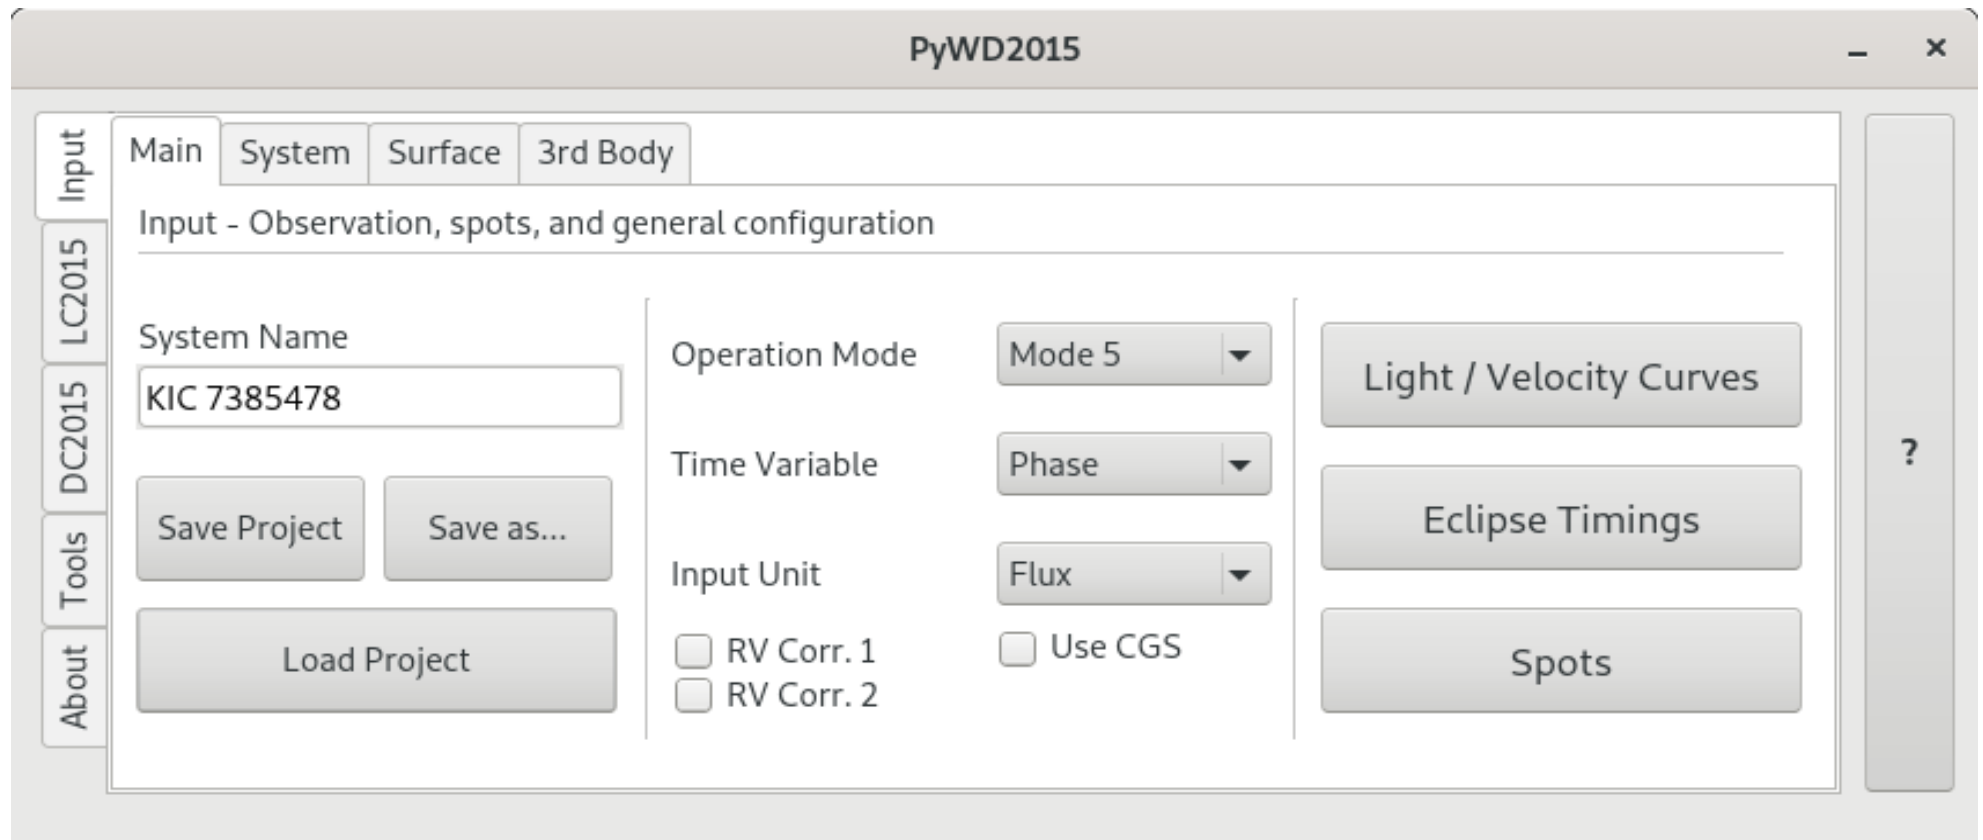 PyWD2015
Input
LC2015
DC2015
Tools
About
Main
System
Surface
3rd Body
Input - Observation, spots, and general configuration
System Name
KIC 7385478
Save Project
Save as...
Load Project
Operation Mode
Mode 5
Time Variable
Phase
Input Unit
Flux
RV Corr. 1
RV Corr. 2
Use CGS
Light / Velocity Curves
Eclipse Timings
Spots
?